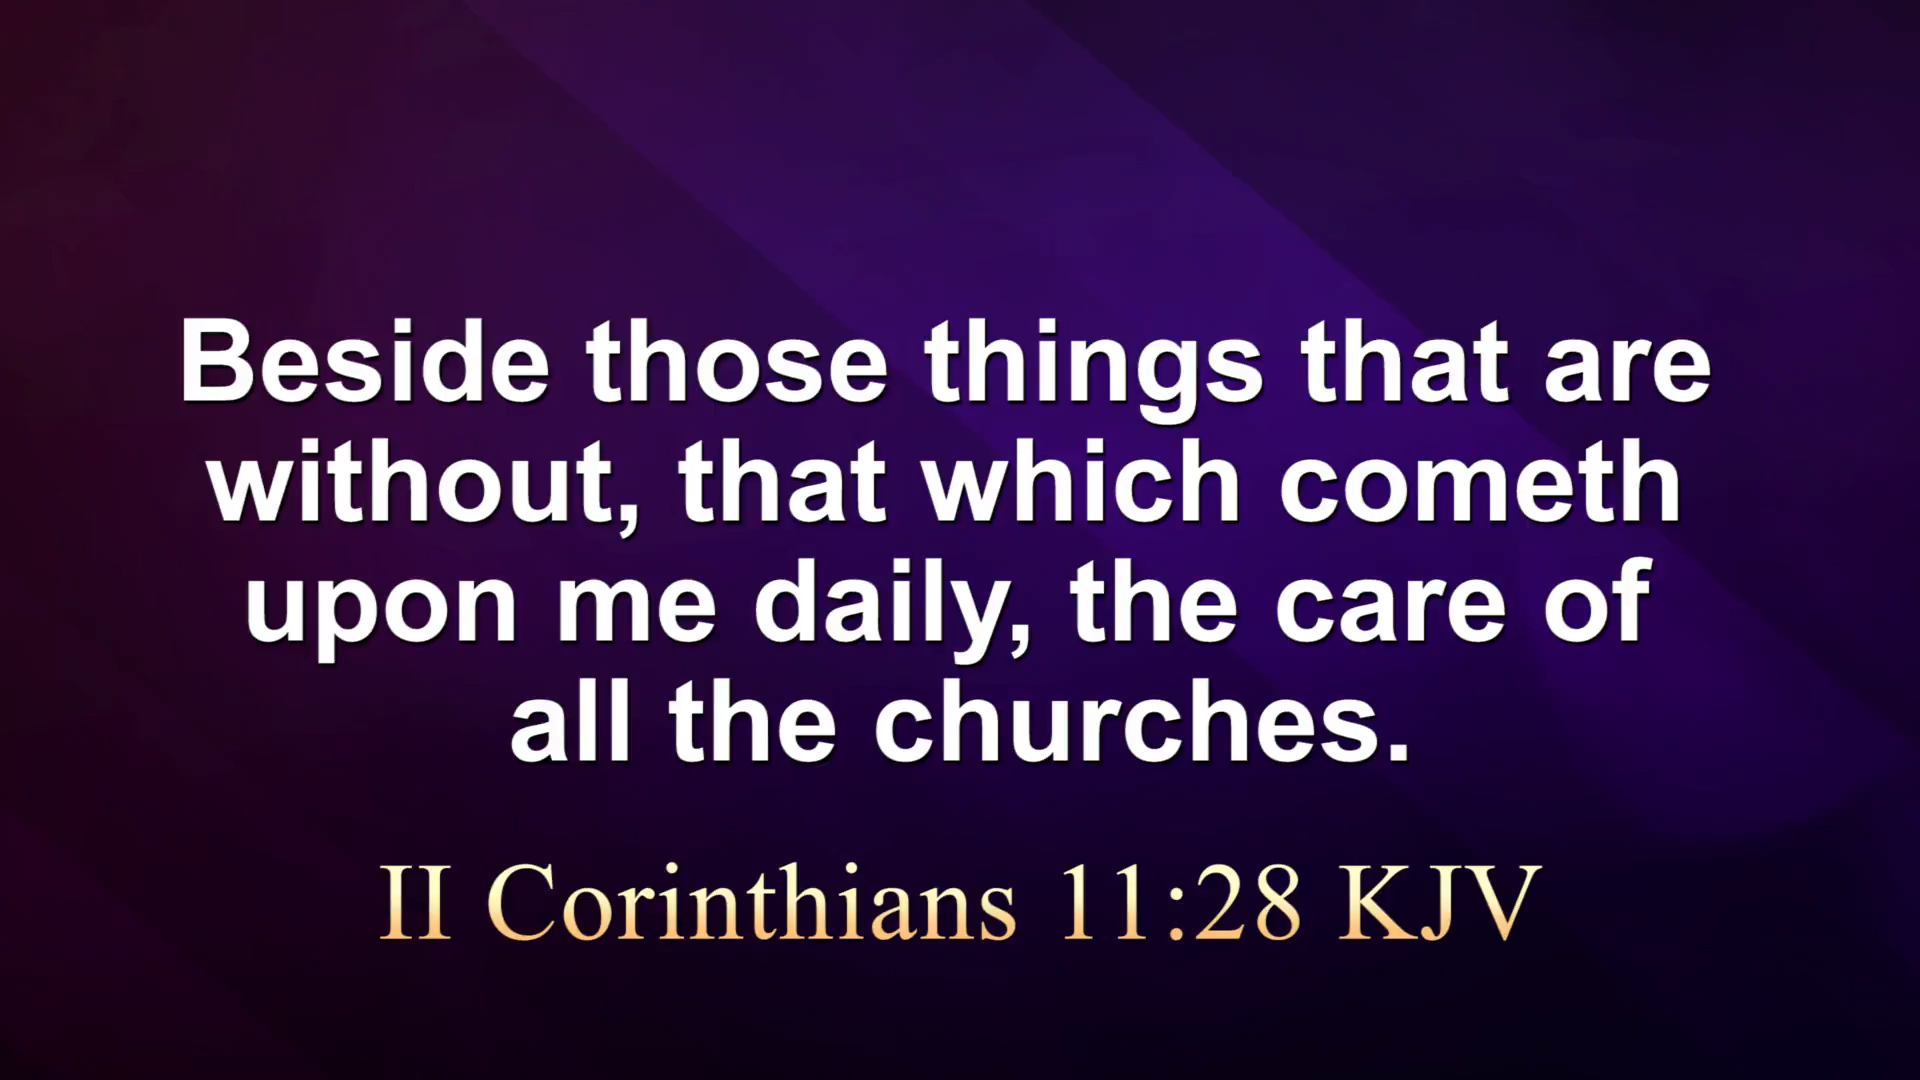 Beside those things that are
without, that which cometh
upon me daily, the care of
all the churches.
II Corinthians 11:28 KJV